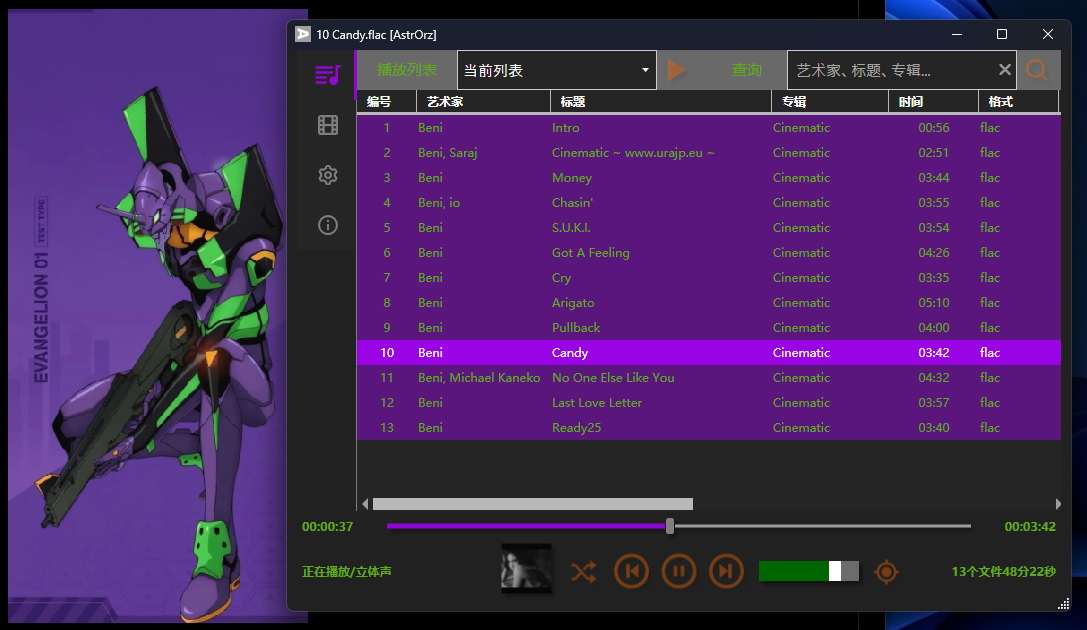 10 Candy.flac [AstrOrz]
播放列表 当前列表 查询 艺术家、标题、专辑...
编号 艺术家 标题 专辑 时间 格式
1 Beni Intro Cinematic 00:56 flac
2 Beni, Saraj Cinematic ~ www.urajp.eu ~ Cinematic 02:51 flac
3 Beni Money Cinematic 03:44 flac
4 Beni, io Chasin' Cinematic 03:55 flac
5 Beni S.U.K.I. Cinematic 03:54 flac
6 Beni Got A Feeling Cinematic 04:26 flac
7 Beni Cry Cinematic 03:35 flac
8 Beni Arigato Cinematic 05:10 flac
9 Beni Pullback Cinematic 04:00 flac
10 Beni Candy Cinematic 03:42 flac
11 Beni, Michael Kaneko No One Else Like You Cinematic 04:32 flac
12 Beni Last Love Letter Cinematic 03:57 flac
13 Beni Ready25 Cinematic 03:40 flac
00:00:37 00:03:42
正在播放/立体声 13个文件48分22秒
EVANGELION 01 TEST TYPE